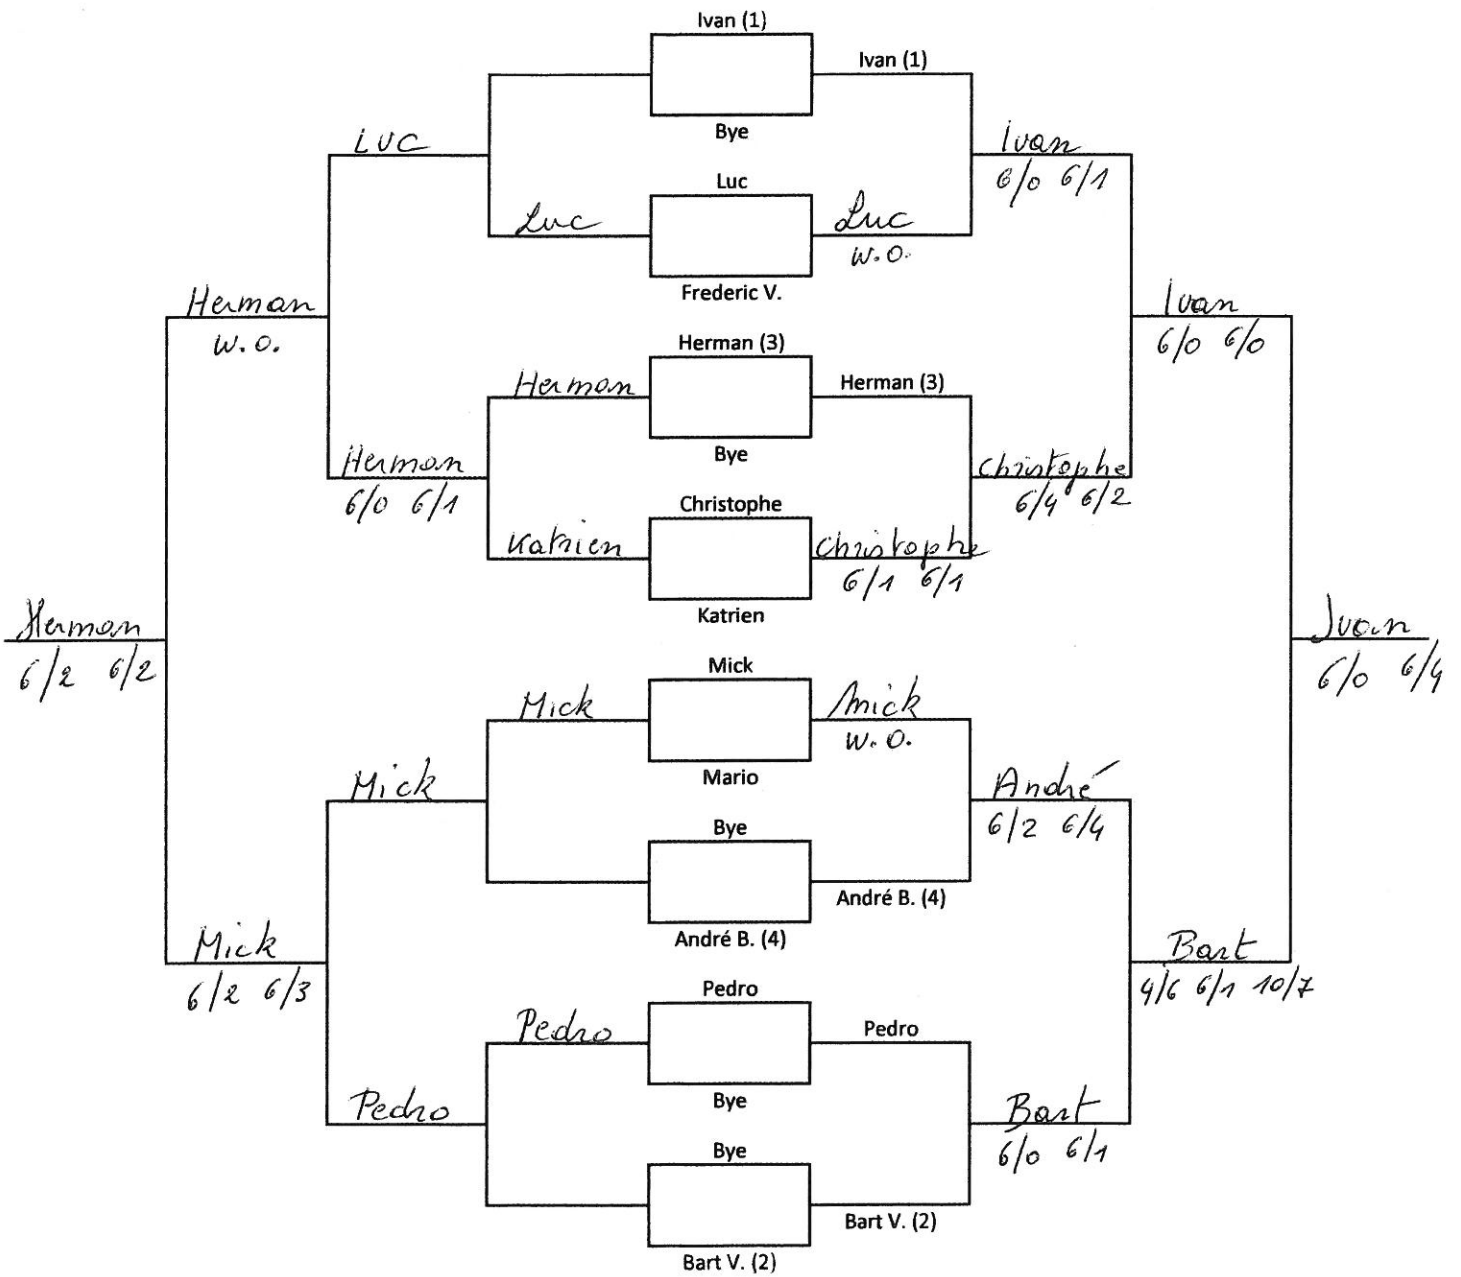 Ivan (1)
Ivan (1)
Bye
Luc
Ivan
6/0 6/1
Luc
Luc
Luc
w.o.
Frederic V.
Herman
w.o.
Ivan
6/0 6/0
Herman (3)
Herman
Herman (3)
Bye
Herman
6/0 6/1
Christophe
6/4 6/2
Christophe
Katrien
Christophe
6/1 6/1
Katrien
Herman
6/2 6/2
Ivan
6/0 6/4
Mick
Mick
Mick
w.o.
Mario
Mick
André
6/2 6/4
Bye
André B. (4)
André B. (4)
Mick
6/2 6/3
Bart
4/6 6/1 10/7
Pedro
Pedro
Pedro
Bye
Pedro
Bart
6/0 6/1
Bye
Bart V. (2)
Bart V. (2)